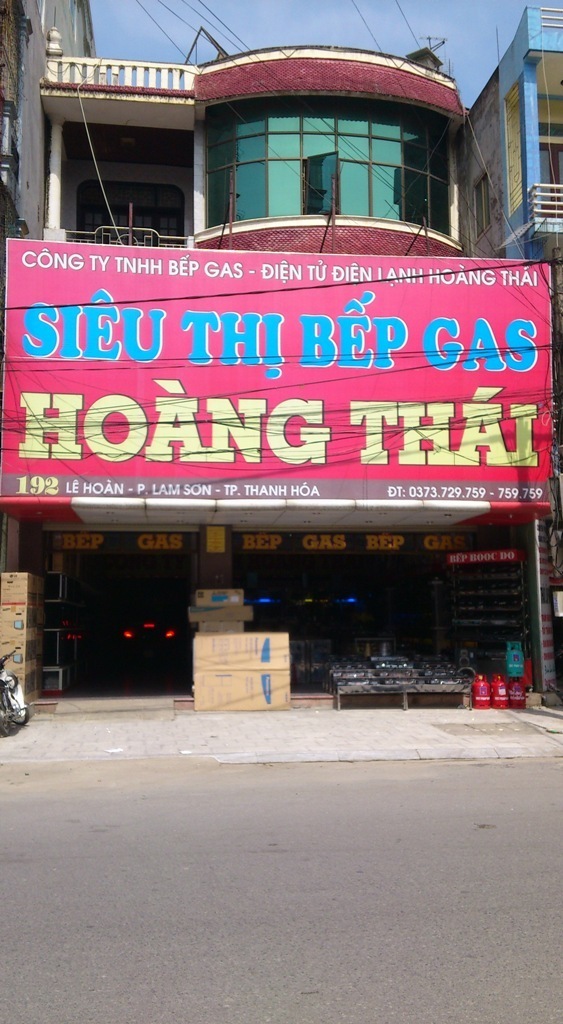 CÔNG TY TNHH BẾP GAS - ĐIỆN TỬ ĐIỆN LẠNH HOÀNG THÁI
SIÊU THỊ BẾP GAS
HOÀNG THÁI
192 LÊ HOÀN - P. LAM SƠN - TP. THANH HÓA ĐT: 0373.729.759 - 759.759
BẾP GAS BẾP GAS BẾP GAS
BẾP ROOC DO